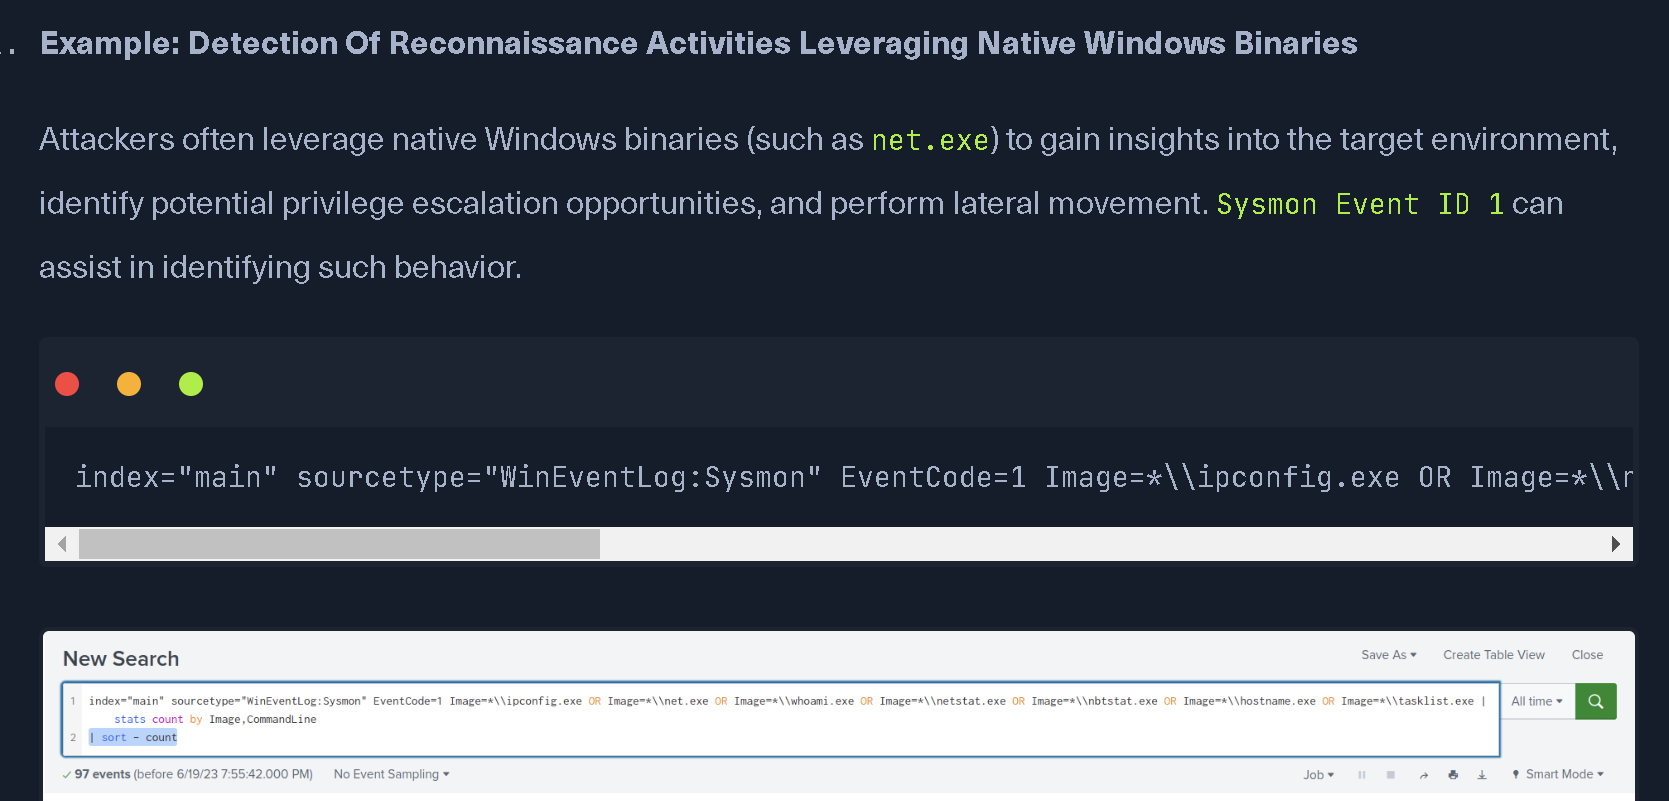 . Example: Detection Of Reconnaissance Activities Leveraging Native Windows Binaries
Attackers often leverage native Windows binaries (such as net.exe) to gain insights into the target environment,
identify potential privilege escalation opportunities, and perform lateral movement. Sysmon Event ID 1 can
assist in identifying such behavior.
index="main" sourcetype="WinEventLog:Sysmon" EventCode=1 Image=*\\ipconfig.exe OR Image=*\\
New Search
Save As Create Table View Close
1 index="main" sourcetype="WinEventLog:Sysmon" EventCode=1 Image=*\\ipconfig.exe OR Image=*\\net.exe OR Image=*\\whoami.exe OR Image=*\\netstat.exe OR Image=*\\nbtstat.exe OR Image=*\\hostname.exe OR Image=*\\tasklist.exe |
All time
stats count by Image,CommandLine
2 | sort - count
97 events (before 6/19/23 7:55:42.000 PM) No Event Sampling
Job Smart Mode